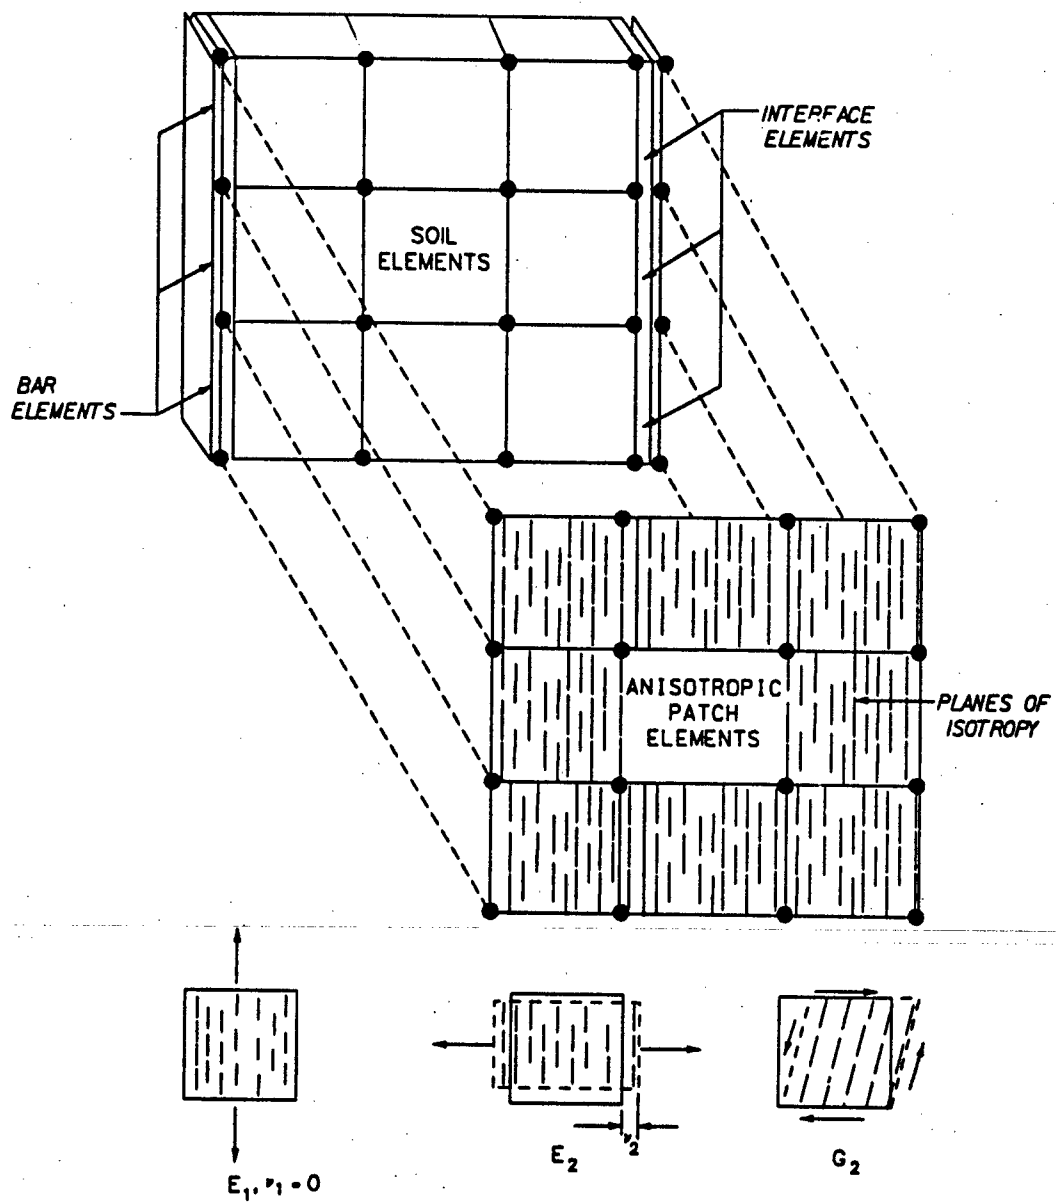 INTERFACE
ELEMENTS
SOIL
ELEMENTS
BAR
ELEMENTS
ANISOTROPIC
PATCH
ELEMENTS
PLANES OF
ISOTROPY
E₁, ν₁ = 0
E₂
ν₂
G₂